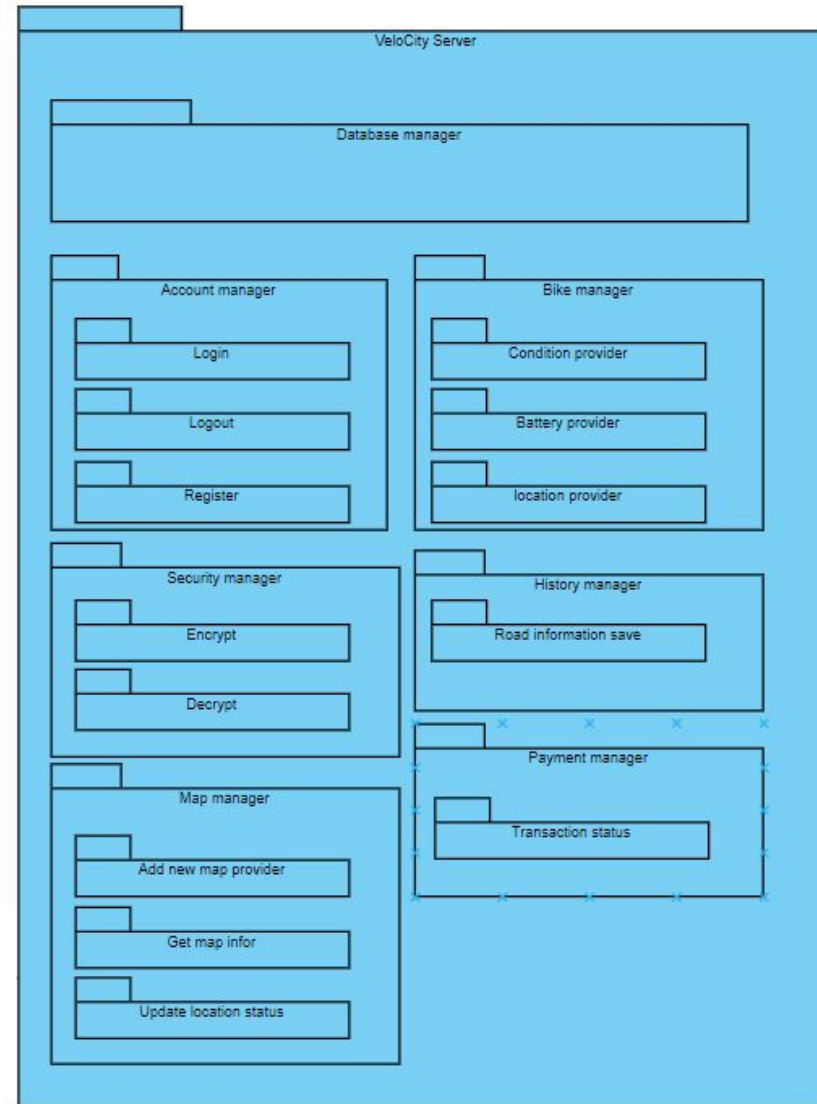 VeloCity Server
Database manager
Account manager
Login
Logout
Register
Bike manager
Condition provider
Battery provider
location provider
Security manager
Encrypt
Decrypt
History manager
Road information save
Map manager
Add new map provider
Get map infor
Update location status
Payment manager
Transaction status